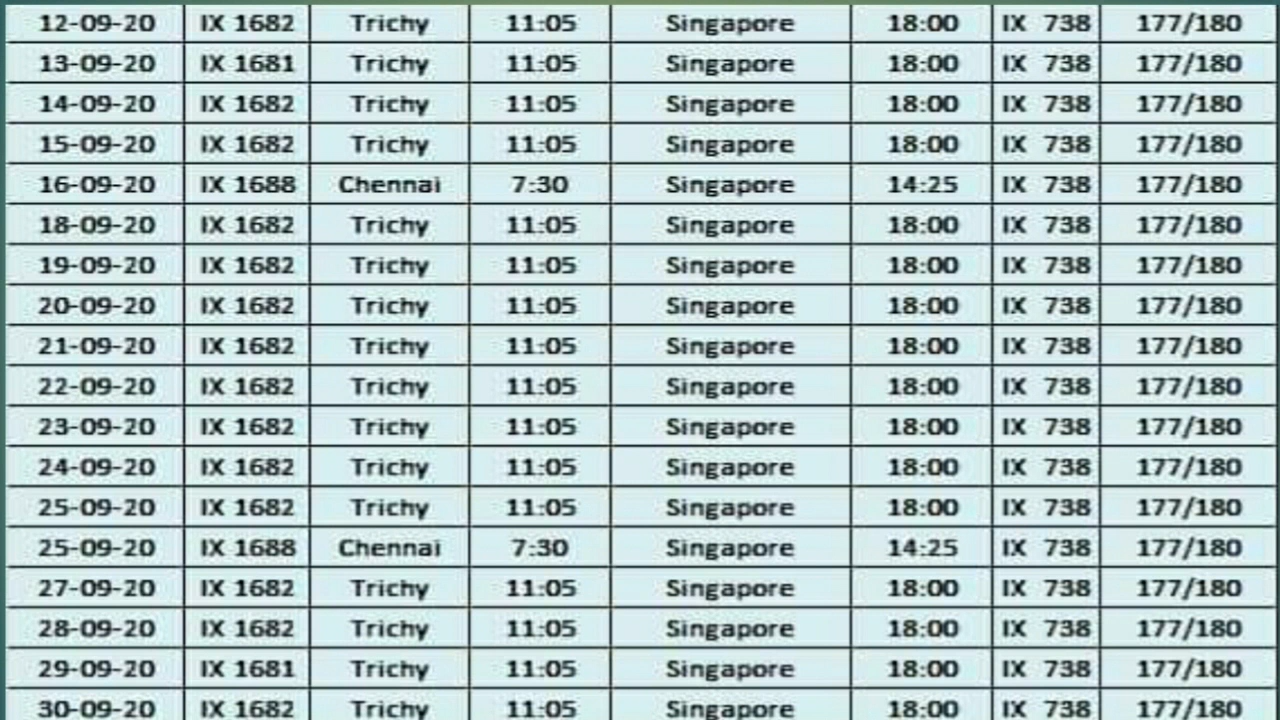 12-09-20 IX 1682 Trichy 11:05 Singapore 18:00 IX 738 177/180
13-09-20 IX 1681 Trichy 11:05 Singapore 18:00 IX 738 177/180
14-09-20 IX 1682 Trichy 11:05 Singapore 18:00 IX 738 177/180
15-09-20 IX 1682 Trichy 11:05 Singapore 18:00 IX 738 177/180
16-09-20 IX 1688 Chennai 7:30 Singapore 14:25 IX 738 177/180
18-09-20 IX 1682 Trichy 11:05 Singapore 18:00 IX 738 177/180
19-09-20 IX 1682 Trichy 11:05 Singapore 18:00 IX 738 177/180
20-09-20 IX 1682 Trichy 11:05 Singapore 18:00 IX 738 177/180
21-09-20 IX 1682 Trichy 11:05 Singapore 18:00 IX 738 177/180
22-09-20 IX 1682 Trichy 11:05 Singapore 18:00 IX 738 177/180
23-09-20 IX 1682 Trichy 11:05 Singapore 18:00 IX 738 177/180
24-09-20 IX 1682 Trichy 11:05 Singapore 18:00 IX 738 177/180
25-09-20 IX 1682 Trichy 11:05 Singapore 18:00 IX 738 177/180
25-09-20 IX 1688 Chennai 7:30 Singapore 14:25 IX 738 177/180
27-09-20 IX 1682 Trichy 11:05 Singapore 18:00 IX 738 177/180
28-09-20 IX 1682 Trichy 11:05 Singapore 18:00 IX 738 177/180
29-09-20 IX 1681 Trichy 11:05 Singapore 18:00 IX 738 177/180
30-09-20 IX 1682 Trichy 11:05 Singapore 18:00 IX 738 177/180